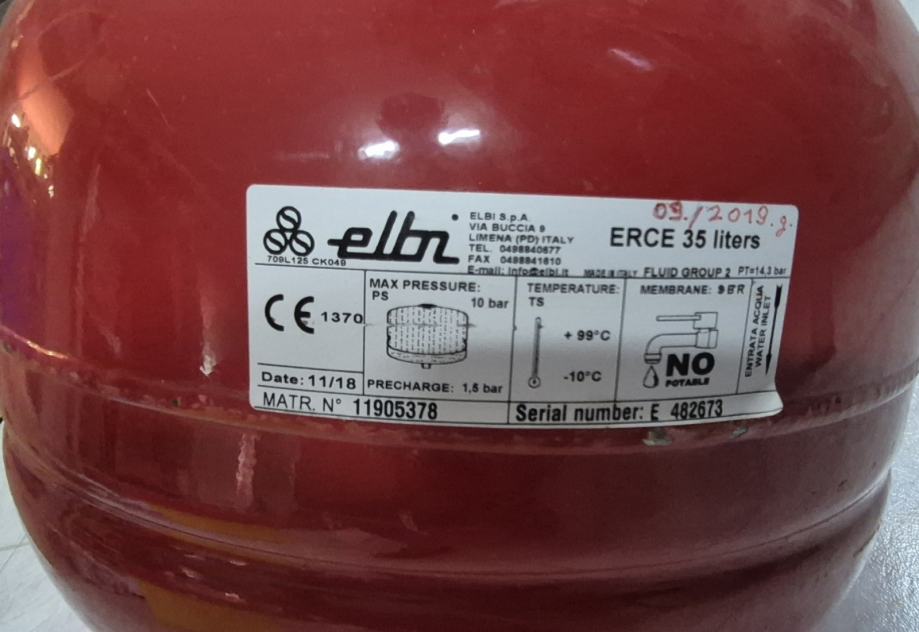 09./2019.g.
elbi
ELBI S.p.A.
VIA BUCCIA 9
LIMENA (PD) ITALY
TEL. 0498840677
FAX 0498841610
E-mail: info@elbi.it
ERCE 35 liters
709L125 CK049
MADE IN ITALY
FLUID GROUP 2 PT=14,3 bar
CE 1370
Date: 11/18
MAX PRESSURE:
PS
10 bar
PRECHARGE: 1,5 bar
TEMPERATURE:
TS
+ 99°C
-10°C
MEMBRANE: SBR
NO
POTABLE
ENTRATA ACQUA
WATER INLET
MATR. N° 11905378
Serial number: E 482673